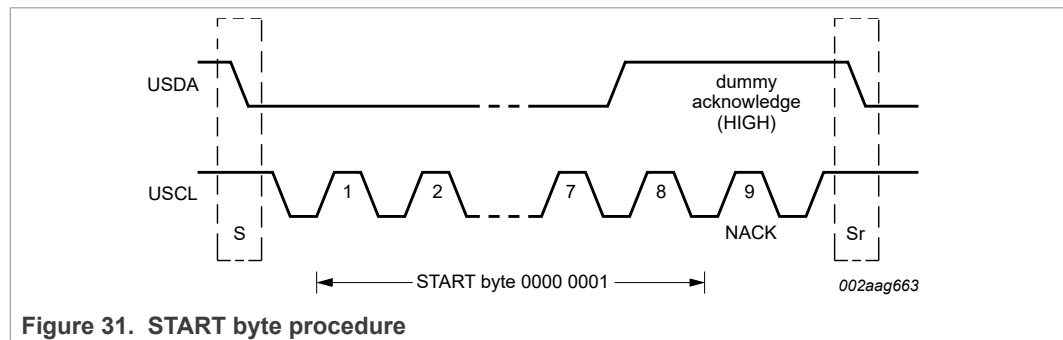 USDA
dummy
acknowledge
(HIGH)
USCL
1
2
7
8
9
S
NACK
Sr
START byte 0000 0001
002aag663
Figure 31. START byte procedure